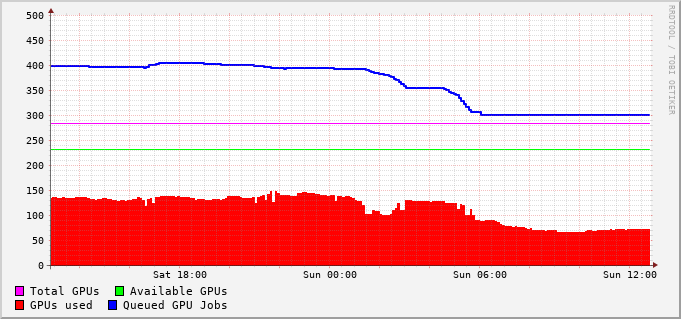 500
450
400
350
300
250
200
150
100
50
0
Sat 18:00 Sun 00:00 Sun 06:00 Sun 12:00
Total GPUs Available GPUs
GPUs used Queued GPU Jobs
RRDTOOL / TOBI OETIKER